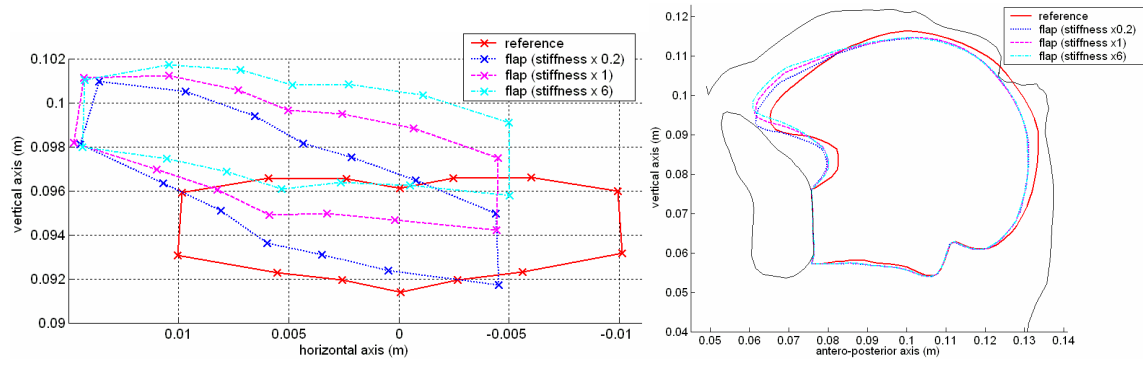 reference
flap (stiffness x 0.2)
flap (stiffness x 1)
flap (stiffness x 6)
0.102
0.1
0.098
0.096
0.094
0.092
0.09
vertical axis (m)
0.01
0.005
0
-0.005
-0.01
horizontal axis (m)
reference
flap (stiffness x0.2)
flap (stiffness x1)
flap (stiffness x6)
0.12
0.11
0.1
0.09
0.08
0.07
0.06
0.05
0.04
vertical axis (m)
0.05
0.06
0.07
0.08
0.09
0.1
0.11
0.12
0.13
0.14
antero-posterior axis (m)